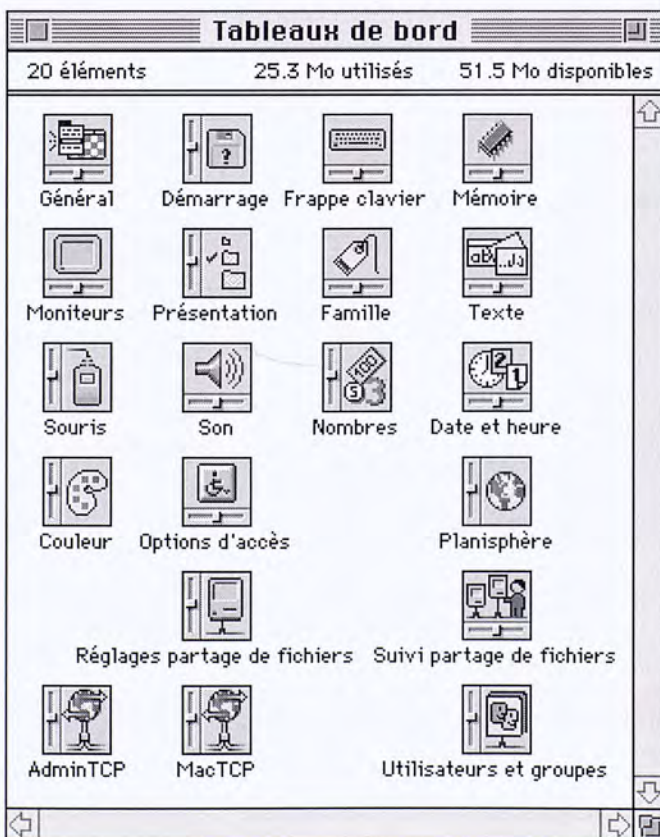 Tableaux de bord
20 éléments 25.3 Mo utilisés 51.5 Mo disponibles
Général Démarrage Frappe clavier Mémoire
Moniteurs Présentation Famille Texte
Souris Son Nombres Date et heure
Couleur Options d'accès Planisphère
Réglages partage de fichiers Suivi partage de fichiers
AdminTCP MacTCP Utilisateurs et groupes